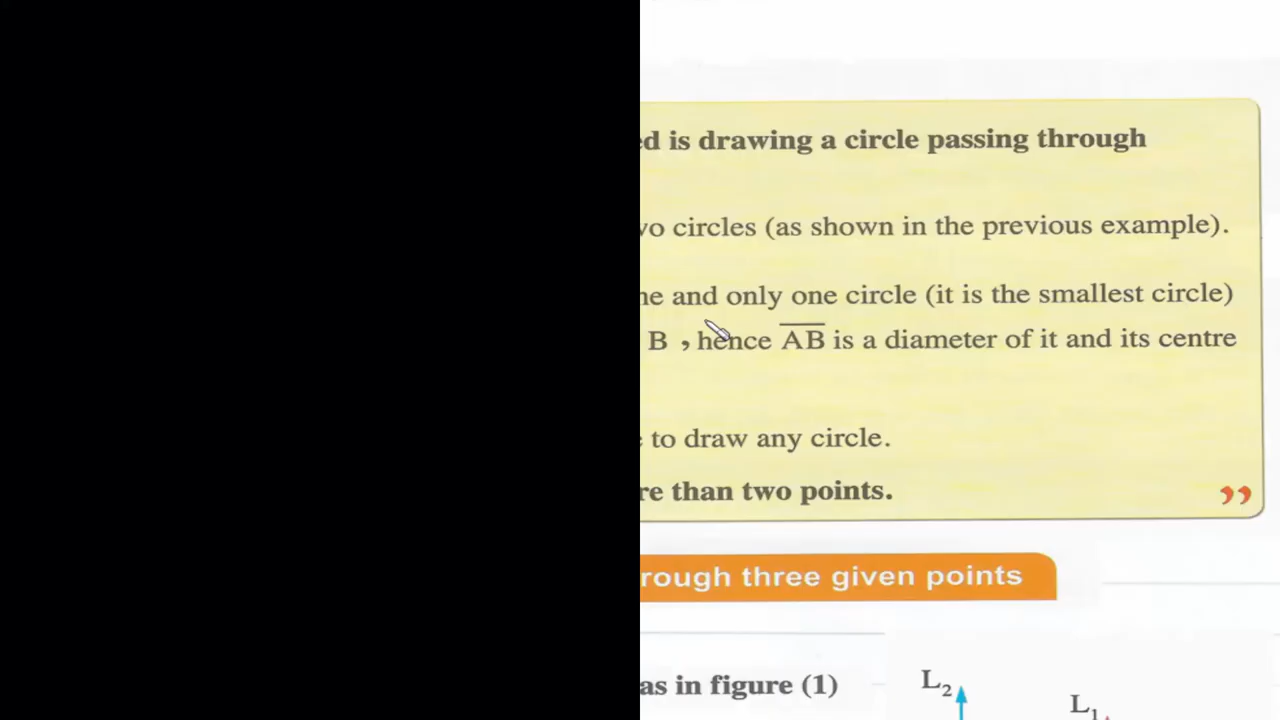 is drawing a circle passing through
circles (as shown in the previous example).
and only one circle (it is the smallest circle)
B , hence AB is a diameter of it and its centre
to draw any circle.
than two points.
three given points
as in figure (1)
L2
L1